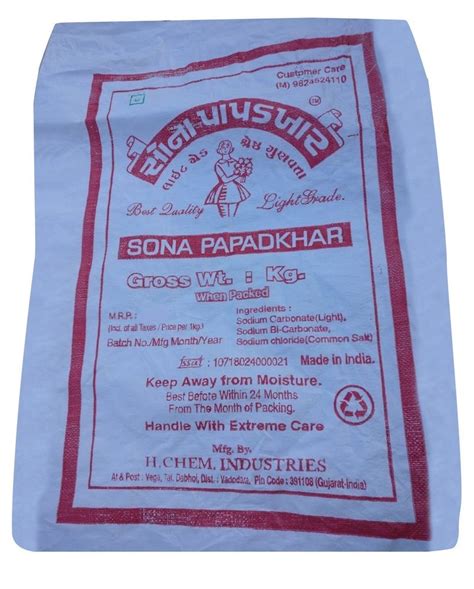 Customer Care
(M) 9824524110
સોનો પાપડખાર
TM
લાઈટ ગ્રેડ શ્રેષ્ઠ ગુણવતા
Best Quality Light Grade.
SONA PAPADKHAR
Gross Wt. : Kg.
When Packed
M.R.P. :
(Incl. of all Taxes / Price per 1kg.)
Batch No./Mfg Month/Year
Ingredients :
Sodium Carbonate(Light),
Sodium Bi-Carbonate,
Sodium chloride(Common Salt)
fssai : 10718024000021 Made in India.
Keep Away from Moisture.
Best Before Within 24 Months
From The Month of Packing.
Handle With Extreme Care
Mfg. By.
H.CHEM. INDUSTRIES
At & Post : Vega, Tal. Dabhoi, Dist. : Vadodara, Pin Code : 391108 (Gujarat-India)